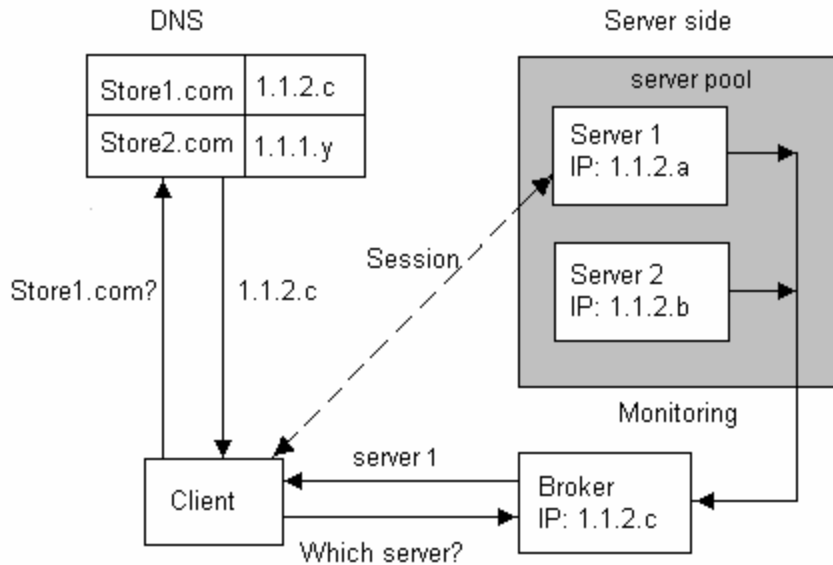 DNS
Server side
Store1.com 1.1.2.c
Store2.com 1.1.1.y
server pool
Server 1
IP: 1.1.2.a
Server 2
IP: 1.1.2.b
Session
Store1.com?
1.1.2.c
Monitoring
server 1
Client
Broker
IP: 1.1.2.c
Which server?